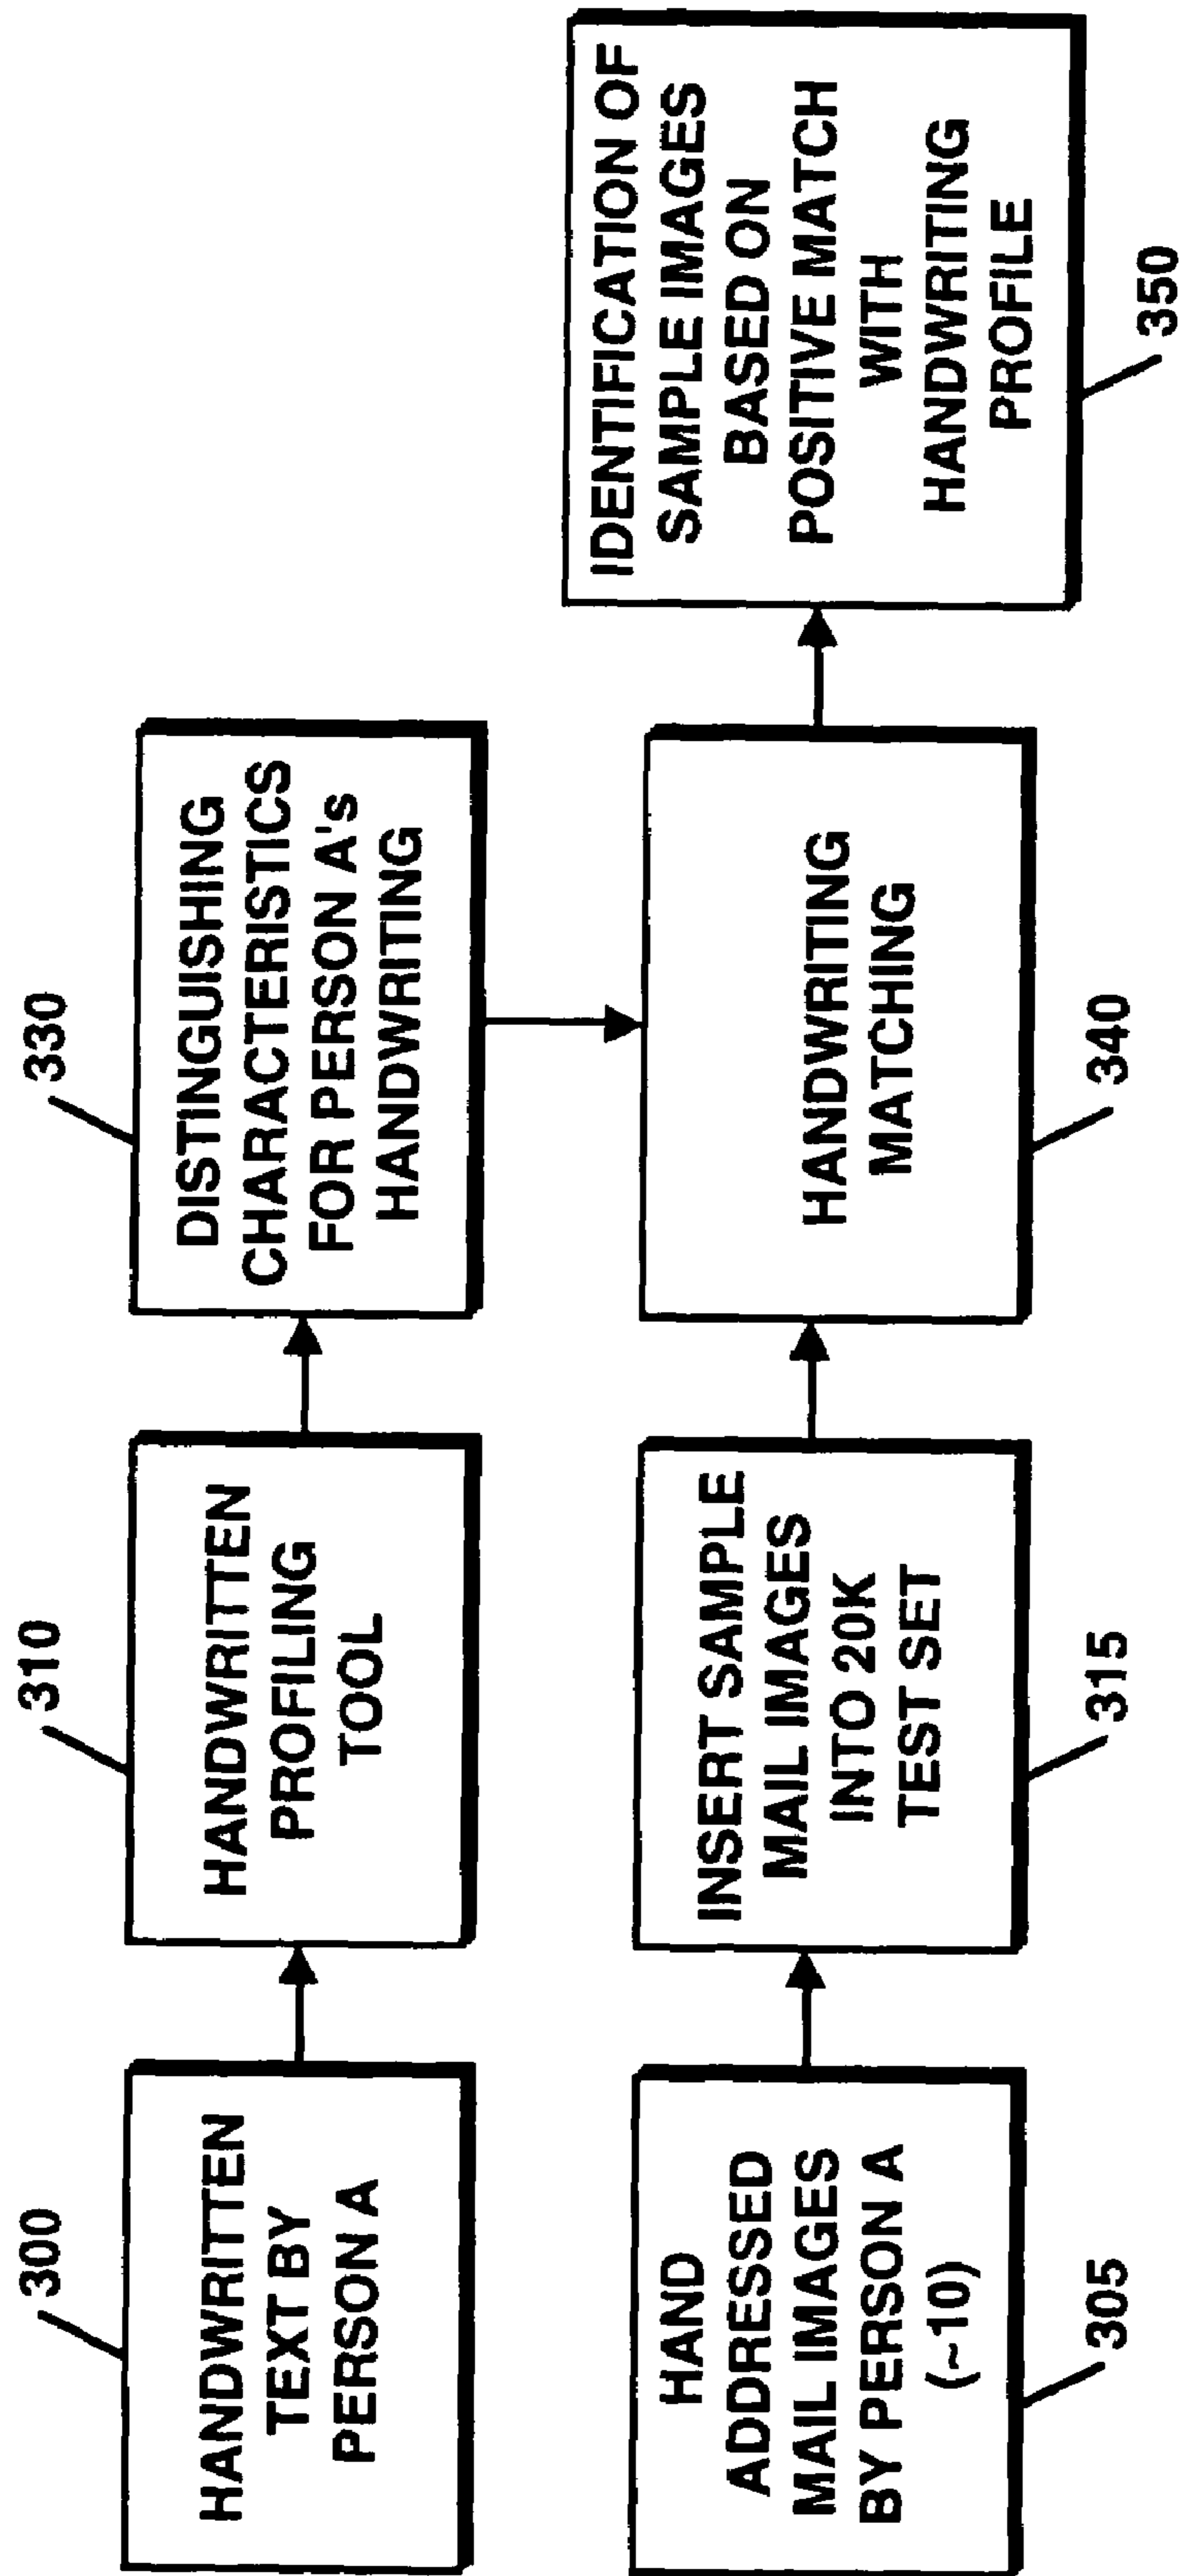 300
HANDWRITTEN
TEXT BY
PERSON A
310
HANDWRITTEN
PROFILING
TOOL
330
DISTINGUISHING
CHARACTERISTICS
FOR PERSON A's
HANDWRITING
HAND
ADDRESSED
MAIL IMAGES
BY PERSON A
(~10)
305
INSERT SAMPLE
MAIL IMAGES
INTO 20K
TEST SET
315
HANDWRITING
MATCHING
340
IDENTIFICATION OF
SAMPLE IMAGES
BASED ON
POSITIVE MATCH
WITH
HANDWRITING
PROFILE
350